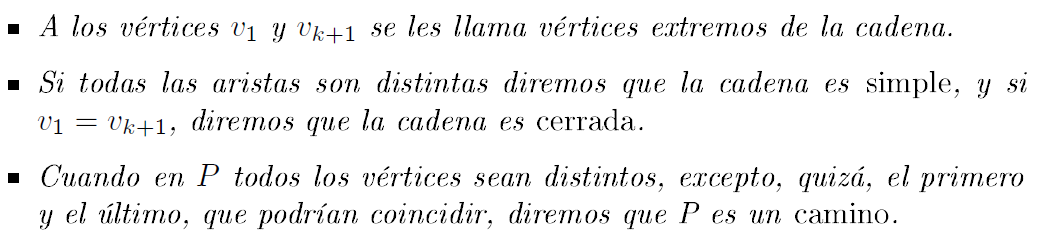 ▪ A los vértices v₁ y vₖ₊₁ se les llama vértices extremos de la cadena.
▪ Si todas las aristas son distintas diremos que la cadena es simple, y si
v₁ = vₖ₊₁, diremos que la cadena es cerrada.
▪ Cuando en P todos los vértices sean distintos, excepto, quizá, el primero
y el último, que podrían coincidir, diremos que P es un camino.